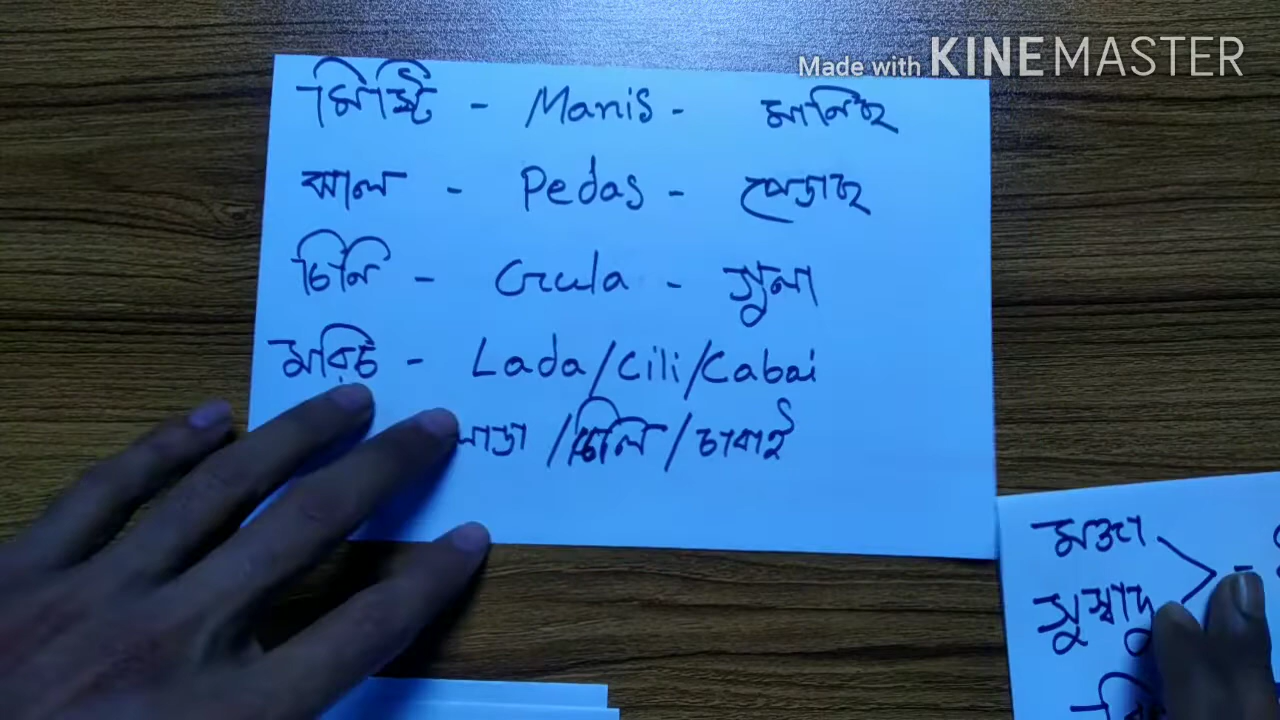 Made with KINEMASTER
মিষ্টি - Manis - মানিছ
ঝাল - Pedas - পেডাছ
চিনি - Gula - গুলা
মরিচ - Lada/Cili/Cabai
লাডা/চিলি/চাবাই
মজা
সুস্বাদু